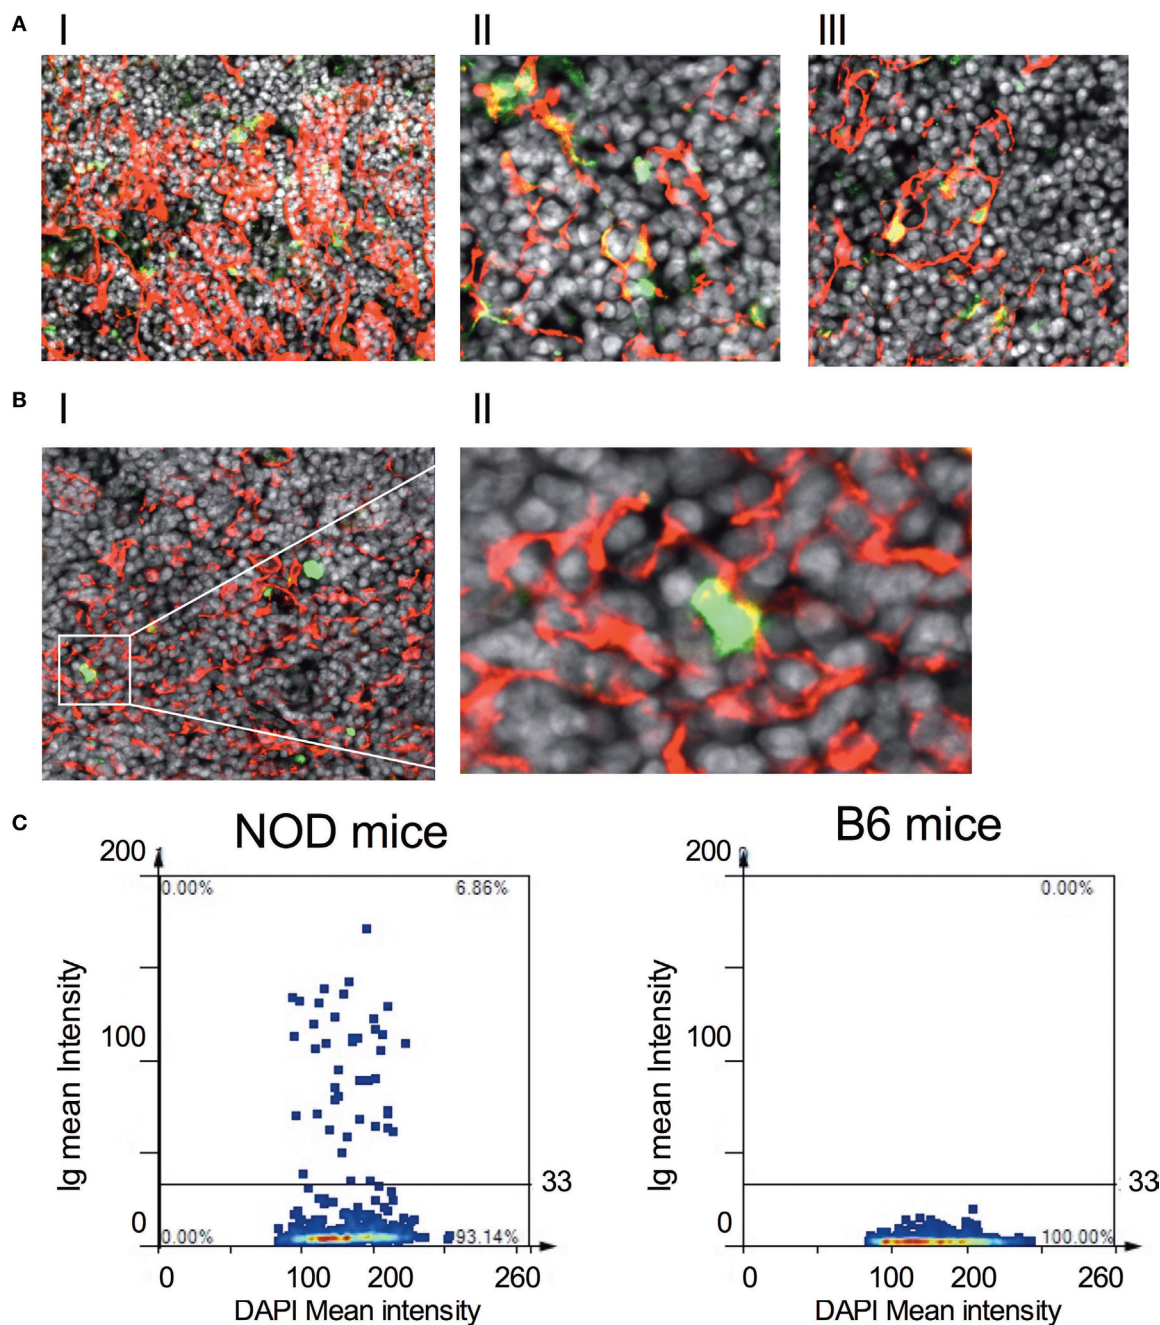 A
I
II
III
B
I
II
C
NOD mice
B6 mice
200
0.00%
6.86%
100
33
0
0.00%
93.14%
0
100
200
260
Ig mean Intensity
DAPI Mean intensity
200
0.00%
100
33
0
100.00%
0
100
200
260
Ig mean Intensity
DAPI Mean intensity